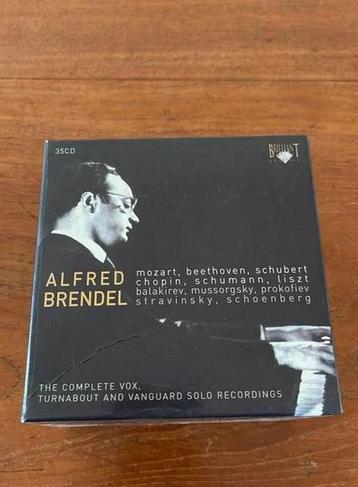 35CD
BRILLIANT
CLASSICS
ALFRED
BRENDEL
mozart, beethoven, schubert
chopin, schumann, liszt
balakirev, mussorgsky, prokofiev
stravinsky, schoenberg
THE COMPLETE VOX,
TURNABOUT AND VANGUARD SOLO RECORDINGS